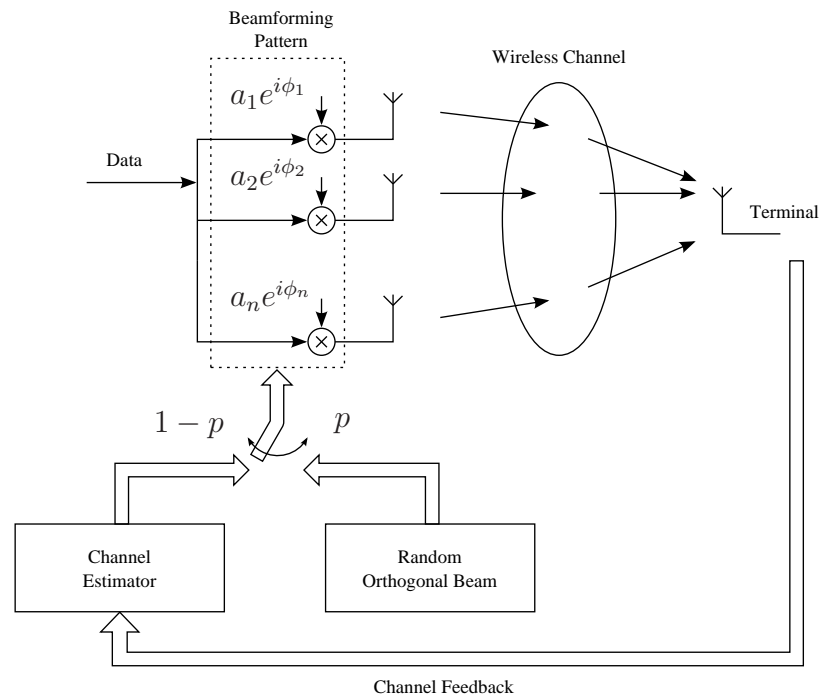 Beamforming
Pattern
Wireless Channel
a₁e^{iϕ₁}
Data
a₂e^{iϕ₂}
Terminal
aₙe^{iϕₙ}
1 − p
p
Channel
Estimator
Random
Orthogonal Beam
Channel Feedback